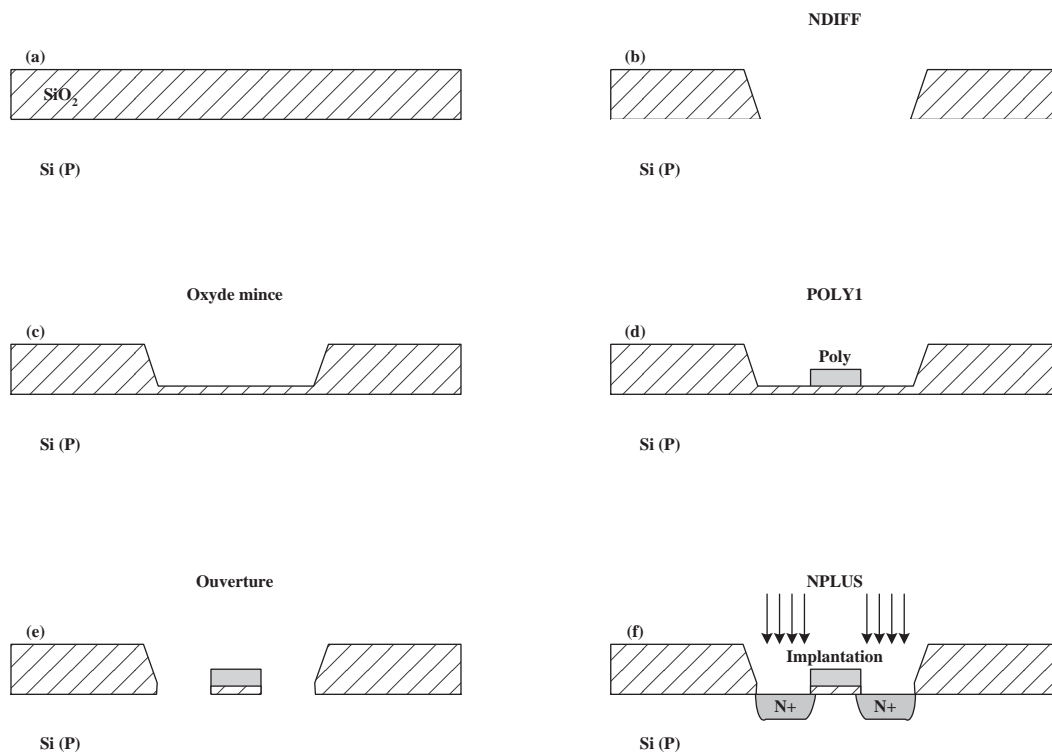 (a)
SiO2
Si (P)
NDIFF
(b)
Si (P)
Oxyde mince
(c)
Si (P)
POLY1
(d)
Poly
Si (P)
Ouverture
(e)
Si (P)
NPLUS
(f)
Implantation
N+ N+
Si (P)